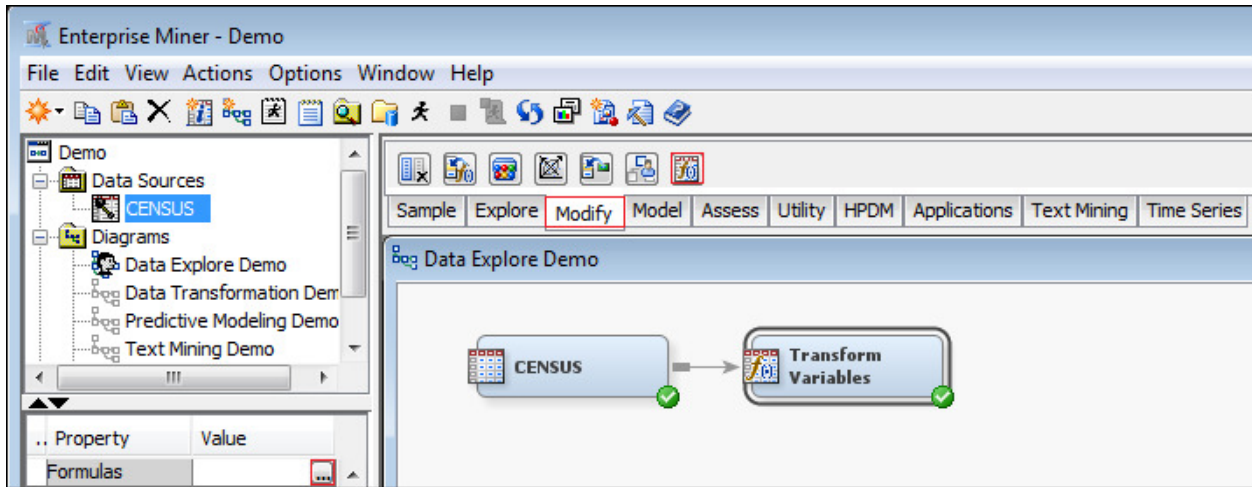 Enterprise Miner - Demo
File Edit View Actions Options Window Help
Demo
Data Sources
CENSUS
Diagrams
Data Explore Demo
Data Transformation Dem
Predictive Modeling Demo
Text Mining Demo
.. Property Value
Formulas ...
Sample Explore Modify Model Assess Utility HPDM Applications Text Mining Time Series
Data Explore Demo
CENSUS
Transform
Variables